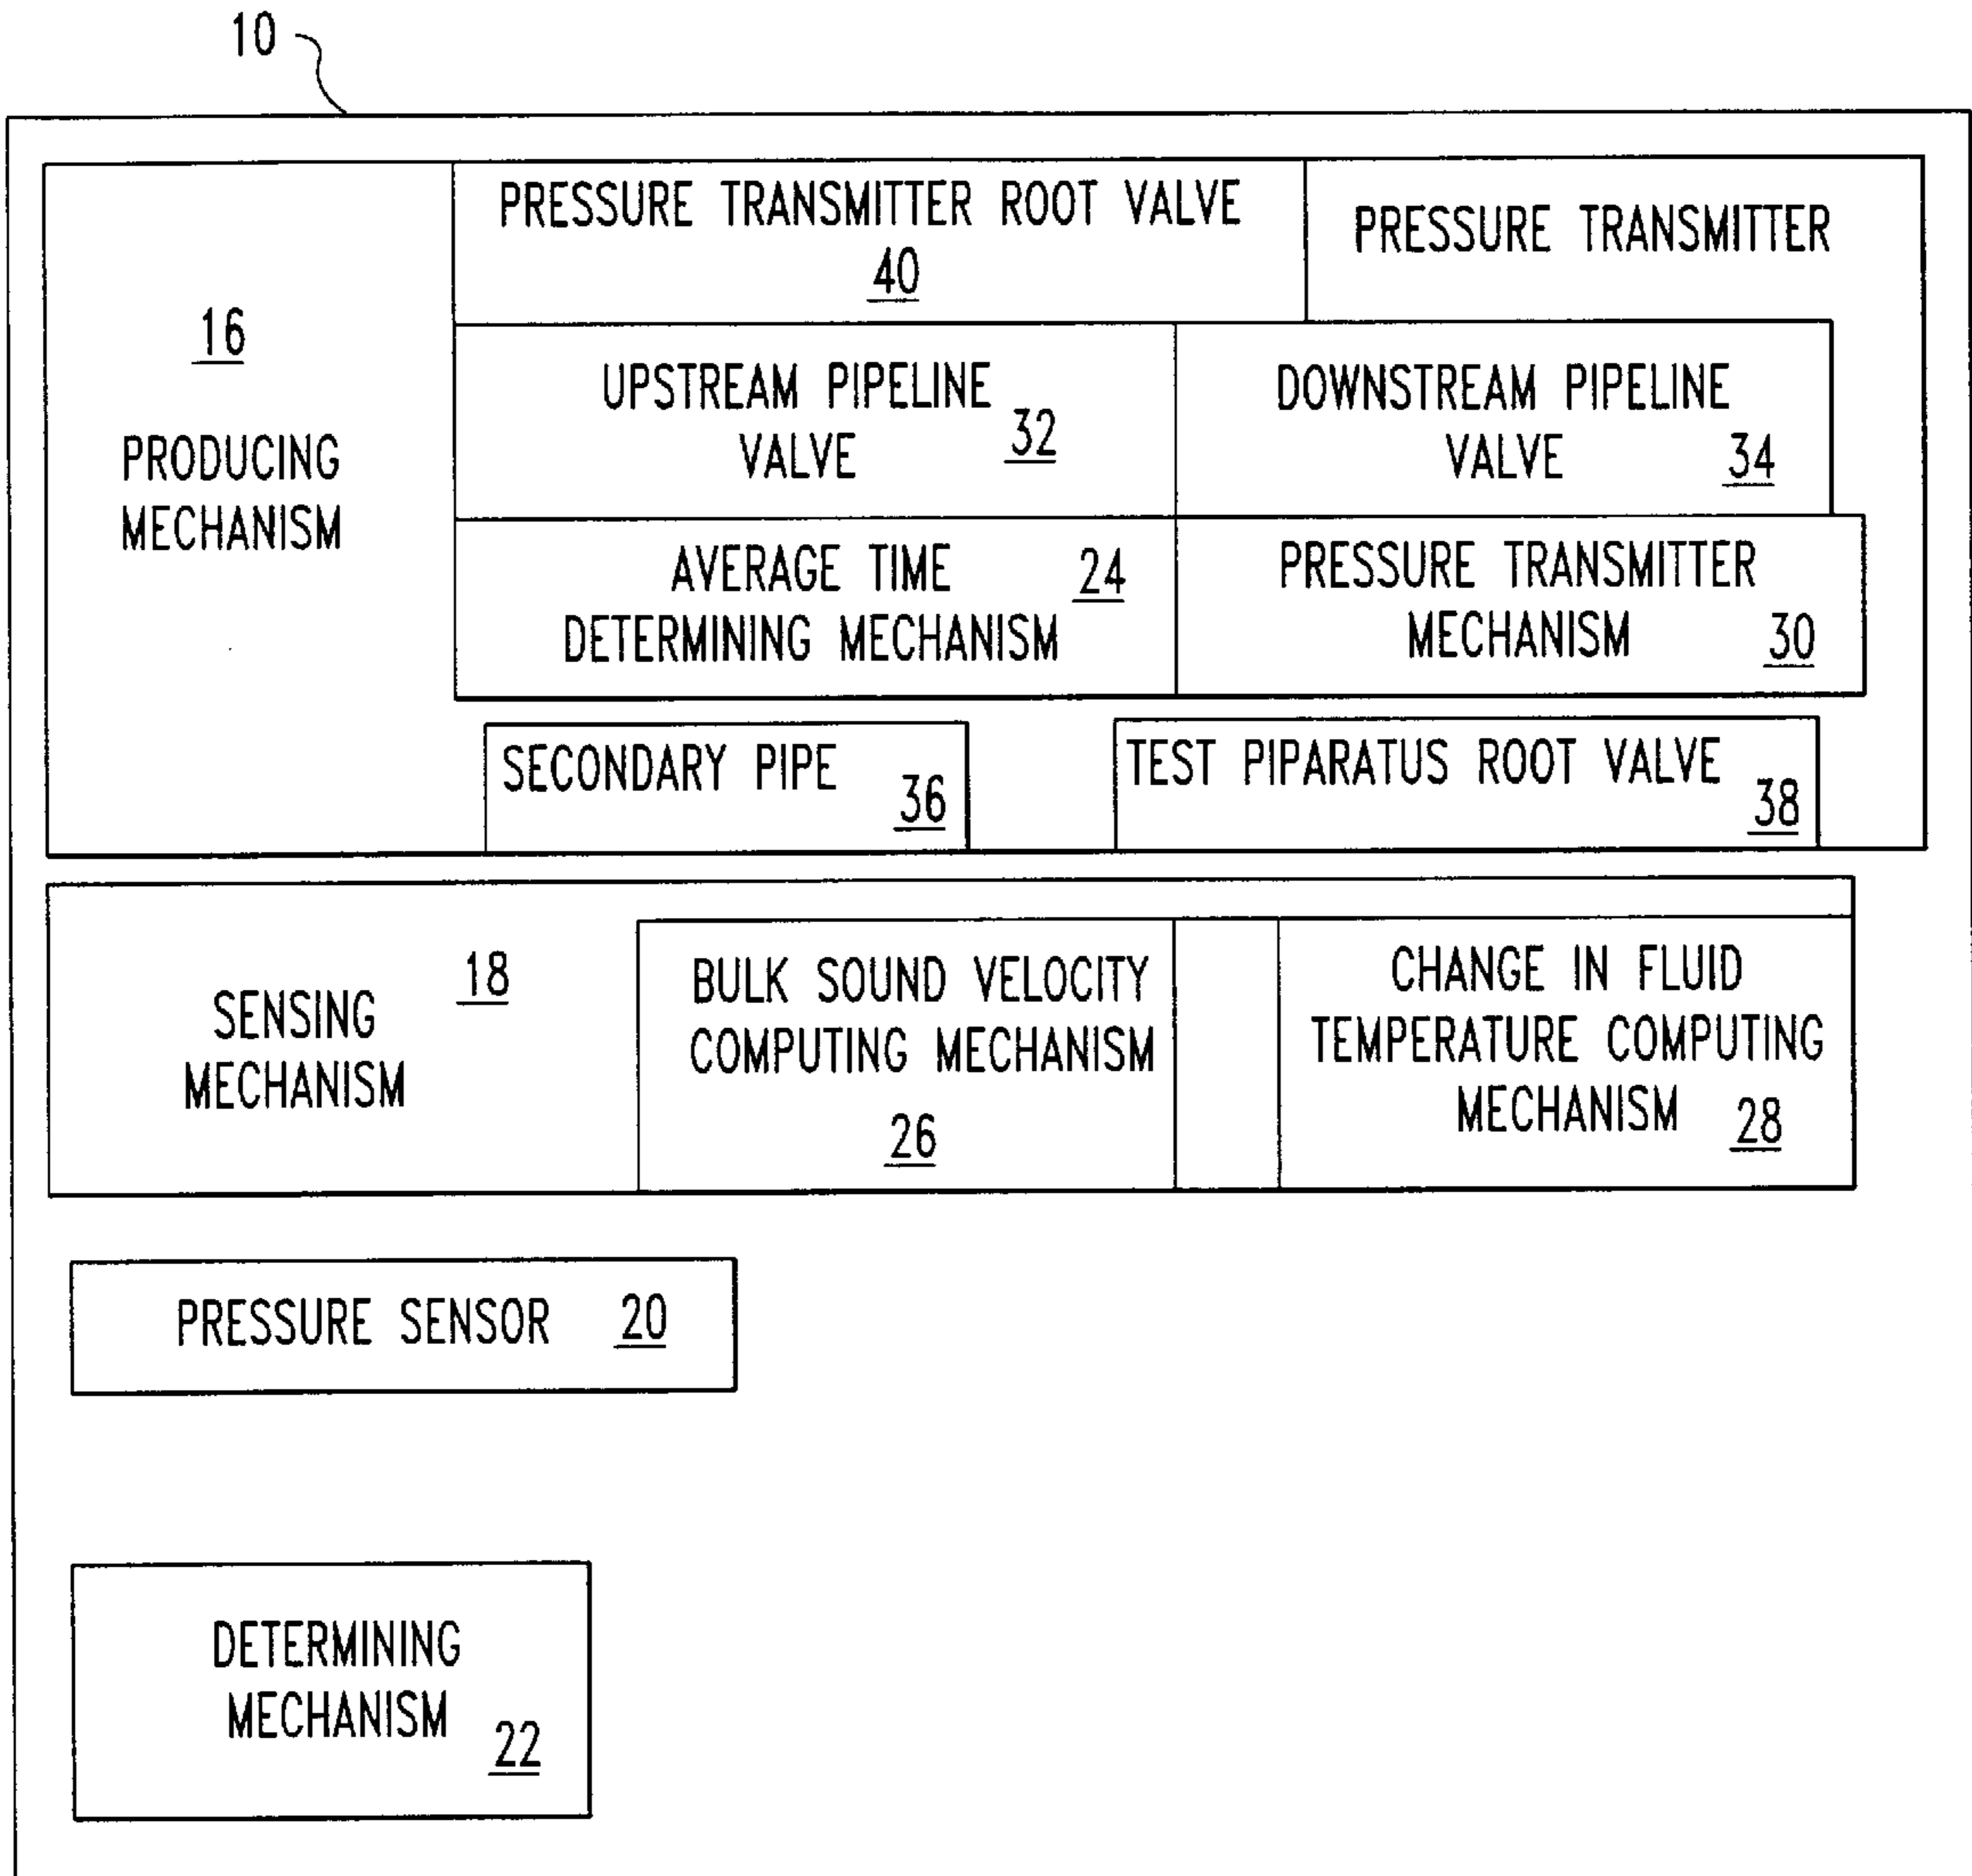 10
PRESSURE TRANSMITTER ROOT VALVE
40
PRESSURE TRANSMITTER
16
PRODUCING
MECHANISM
UPSTREAM PIPELINE
VALVE
32
DOWNSTREAM PIPELINE
VALVE
34
AVERAGE TIME
DETERMINING MECHANISM
24
PRESSURE TRANSMITTER
MECHANISM
30
SECONDARY PIPE
36
TEST PIPARATUS ROOT VALVE
38
SENSING
MECHANISM
18
BULK SOUND VELOCITY
COMPUTING MECHANISM
26
CHANGE IN FLUID
TEMPERATURE COMPUTING
MECHANISM
28
PRESSURE SENSOR 20
DETERMINING
MECHANISM
22